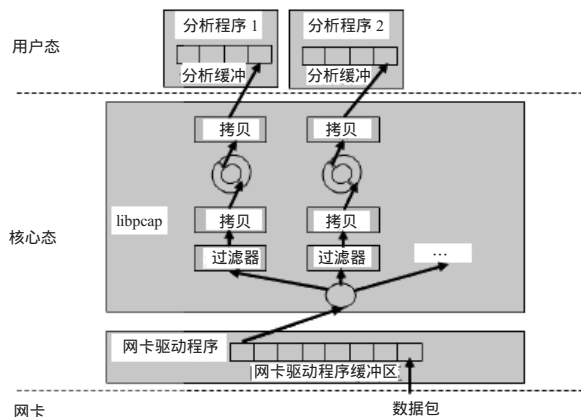 分析程序 1
分析程序 2
用户态
分析缓冲
分析缓冲
拷贝
拷贝
libpcap
核心态
拷贝
拷贝
过滤器
过滤器
…
网卡驱动程序
网卡驱动程序缓冲区
网卡
数据包